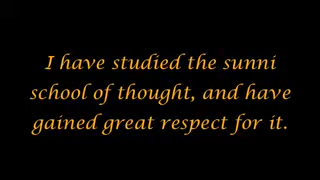 I have studied the sunni
school of thought, and have
gained great respect for it.